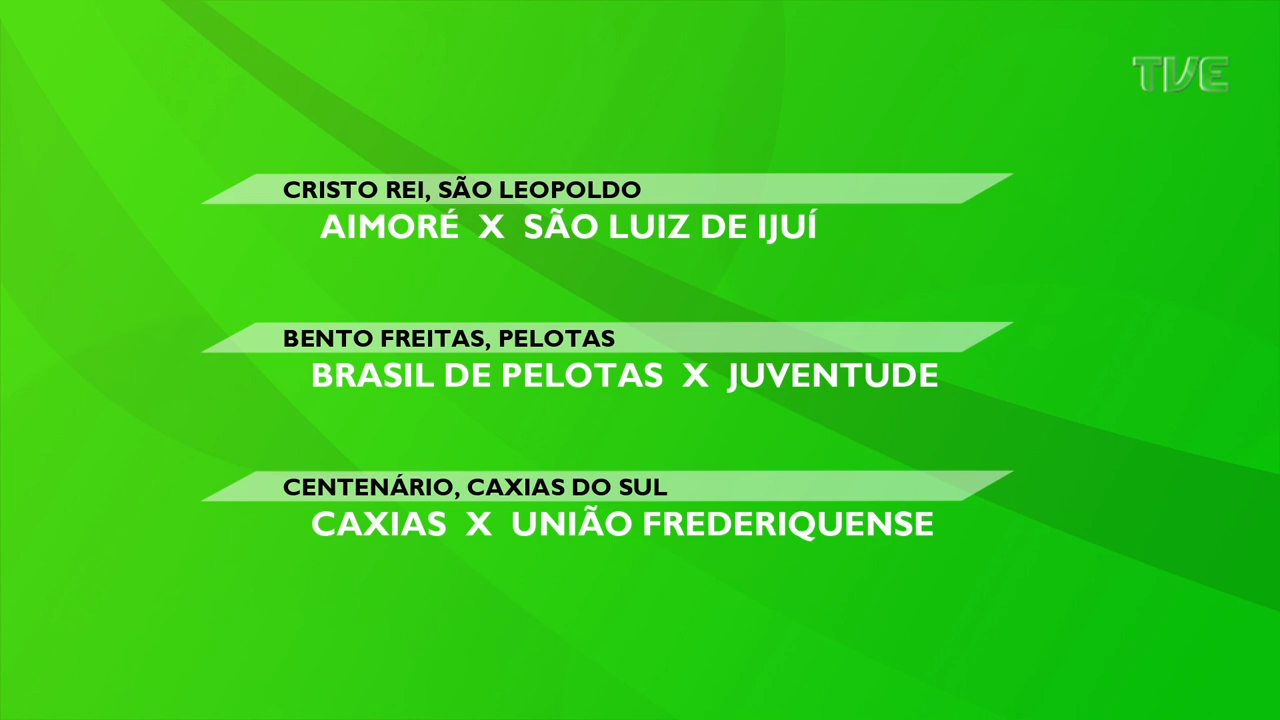 TVE
CRISTO REI, SÃO LEOPOLDO
AIMORÉ X SÃO LUIZ DE IJUÍ
BENTO FREITAS, PELOTAS
BRASIL DE PELOTAS X JUVENTUDE
CENTENÁRIO, CAXIAS DO SUL
CAXIAS X UNIÃO FREDERIQUENSE